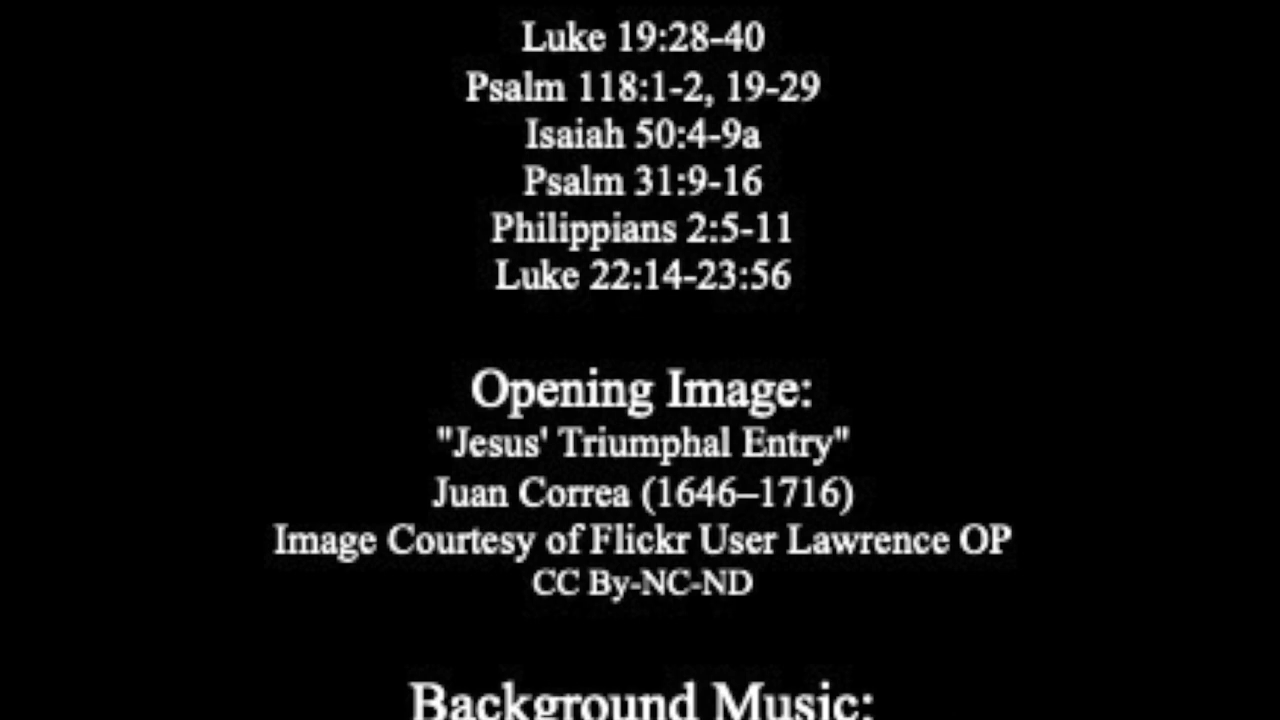 Luke 19:28-40
Psalm 118:1-2, 19-29
Isaiah 50:4-9a
Psalm 31:9-16
Philippians 2:5-11
Luke 22:14-23:56
Opening Image:
"Jesus' Triumphal Entry"
Juan Correa (1646–1716)
Image Courtesy of Flickr User Lawrence OP
CC By-NC-ND
Background Music: